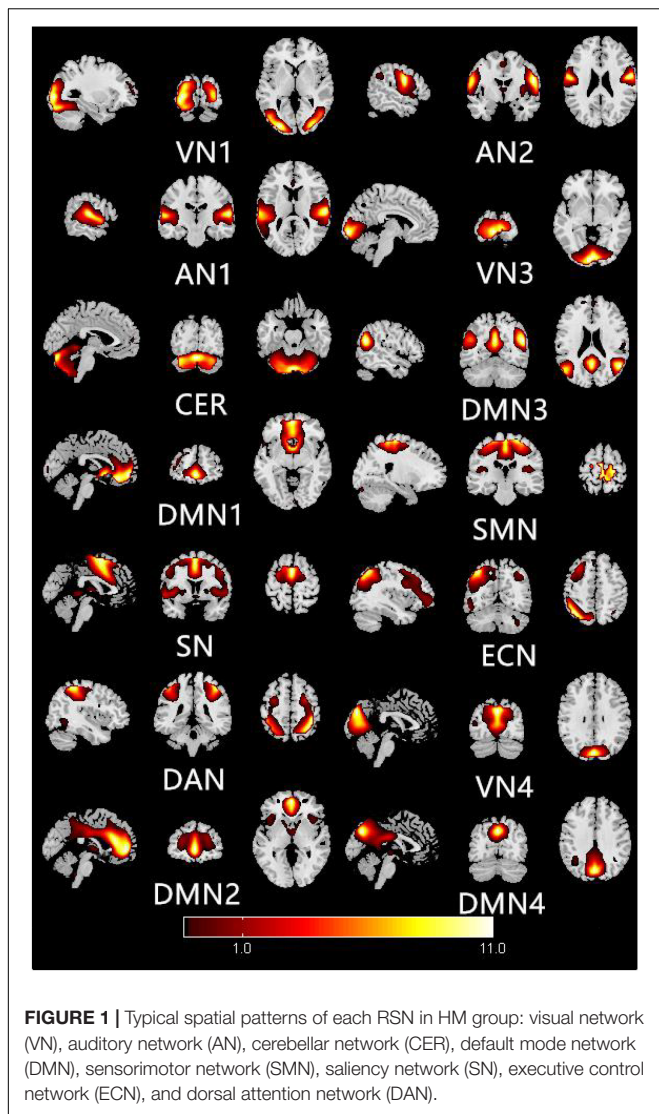 VN1 AN2
AN1 VN3
CER DMN3
DMN1 SMN
SN ECN
DAN VN4
DMN2 DMN4
1.0 11.0
FIGURE 1 | Typical spatial patterns of each RSN in HM group: visual network
(VN), auditory network (AN), cerebellar network (CER), default mode network
(DMN), sensorimotor network (SMN), saliency network (SN), executive control
network (ECN), and dorsal attention network (DAN).